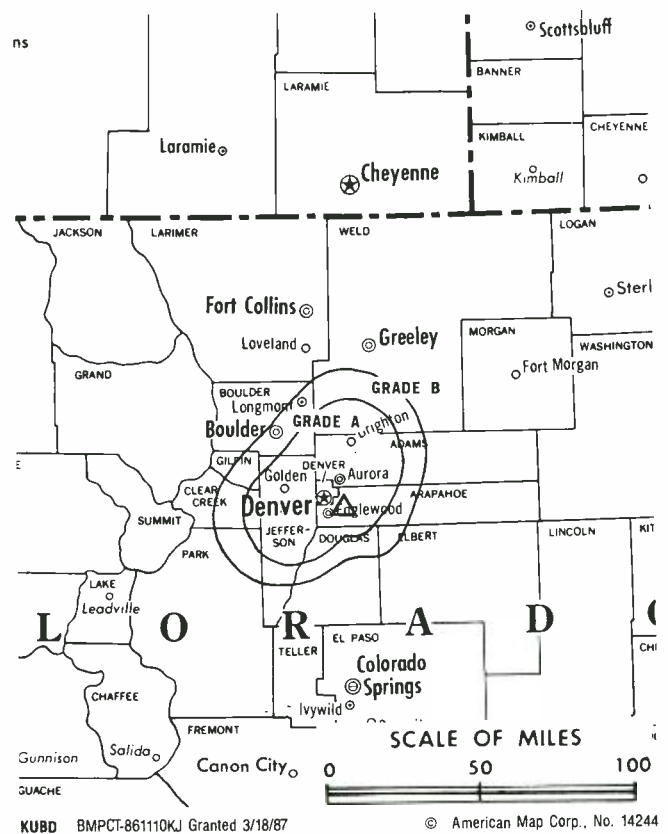 ns
Scottsbluff
BANNER
LARAMIE
KIMBALL
CHEYENNE
Laramie
Cheyenne
Kimball
JACKSON
LARIMER
WELD
LOGAN
Sterl
Fort Collins
Greeley
MORGAN
Loveland
WASHINGTON
Fort Morgan
GRAND
GRADE B
BOULDER
Longmont
GRADE A
Boulder
Brighton
ADAMS
GILPIN
DENVER
E
Golden
Aurora
CLEAR
CREEK
ARAPAHOE
Denver
Englewood
SUMMIT
JEFFER-
SON
DOUGLAS
ELBERT
LINCOLN
KIT
PARK
LAKE
Leadville
L O R A D
TELLER
EL PASO
CH
Colorado
Springs
CHAFFEE
Ivywild
FREMONT
SCALE OF MILES
Gunnison
Salida
Canon City
0 50 100
GUACHE
KUBD BMPCT-861110KJ Granted 3/18/87
© American Map Corp., No. 14244